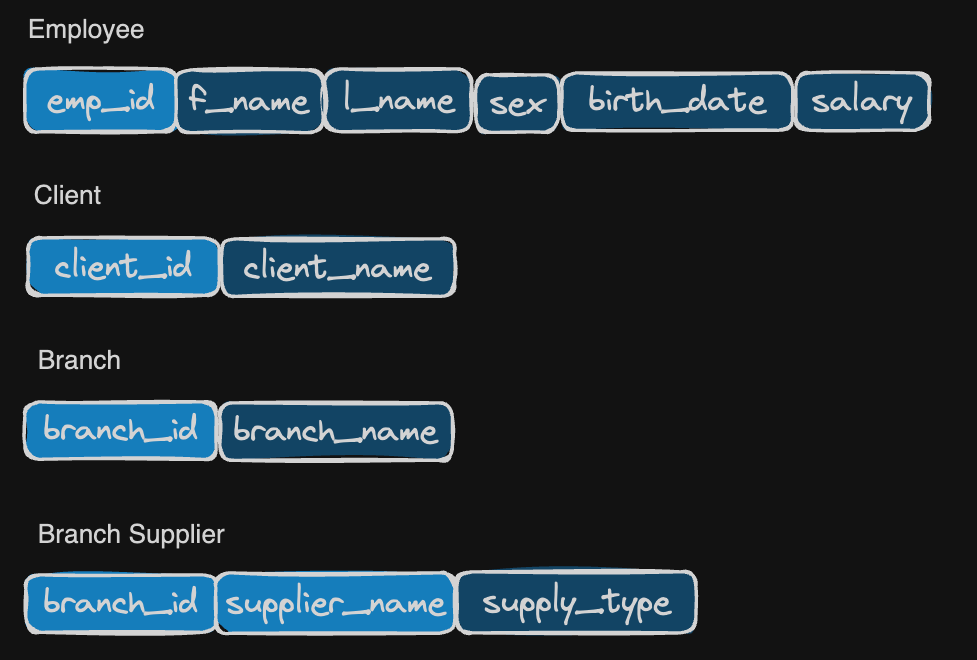 Employee
emp_id f_name l_name sex birth_date salary
Client
client_id client_name
Branch
branch_id branch_name
Branch Supplier
branch_id supplier_name supply_type